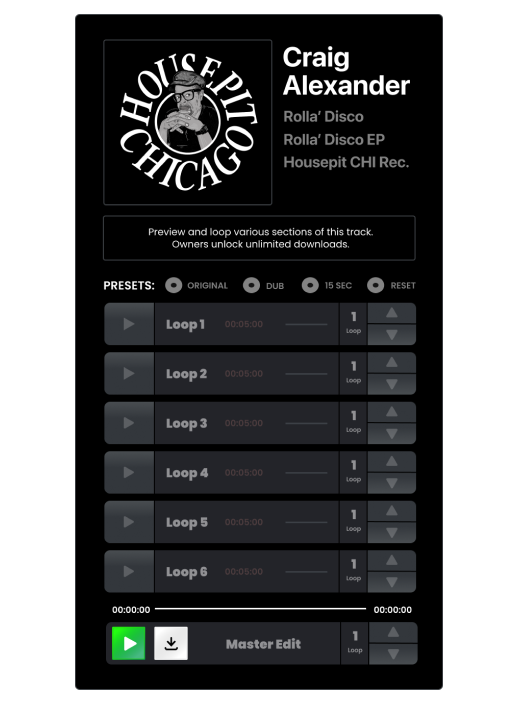 HOUSEPIT
CHICAGO
Craig
Alexander
Rolla’ Disco
Rolla’ Disco EP
Housepit CHI Rec.
Preview and loop various sections of this track.
Owners unlock unlimited downloads.
PRESETS: ORIGINAL DUB 15 SEC RESET
Loop 1 00:05:00 1
Loop
Loop 2 00:05:00 1
Loop
Loop 3 00:05:00 1
Loop
Loop 4 00:05:00 1
Loop
Loop 5 00:05:00 1
Loop
Loop 6 00:05:00 1
Loop
00:00:00 00:00:00
Master Edit 1
Loop